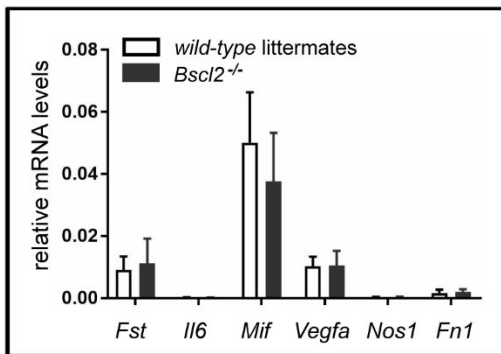 relative mRNA levels
0.08
0.06
0.04
0.02
0.00
wild-type littermates
Bscl2-/-
Fst Il6 Mif Vegfa Nos1 Fn1